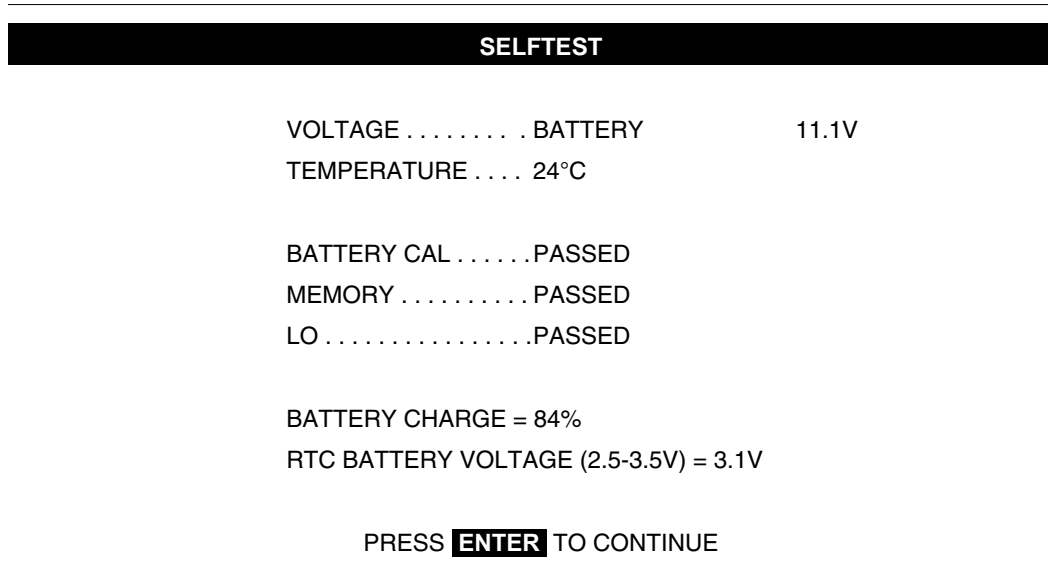 SELFTEST
VOLTAGE . . . . . . . . . BATTERY 11.1V
TEMPERATURE . . . . 24°C
BATTERY CAL . . . . . . PASSED
MEMORY . . . . . . . . . . PASSED
LO . . . . . . . . . . . . . . . . PASSED
BATTERY CHARGE = 84%
RTC BATTERY VOLTAGE (2.5-3.5V) = 3.1V
PRESS ENTER TO CONTINUE